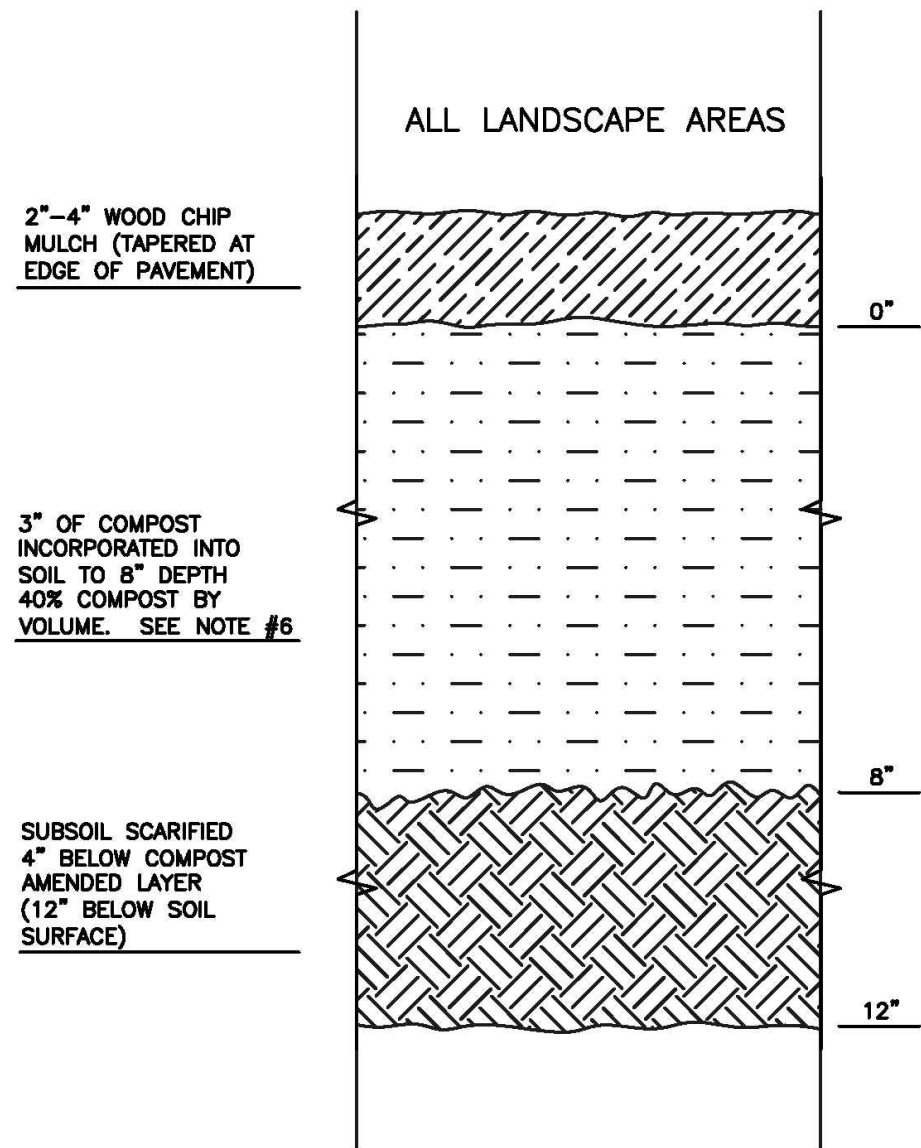 ALL LANDSCAPE AREAS
2"-4" WOOD CHIP
MULCH (TAPERED AT
EDGE OF PAVEMENT)
0"
3" OF COMPOST
INCORPORATED INTO
SOIL TO 8" DEPTH
40% COMPOST BY
VOLUME. SEE NOTE #6
8"
SUBSOIL SCARIFIED
4" BELOW COMPOST
AMENDED LAYER
(12" BELOW SOIL
SURFACE)
12"